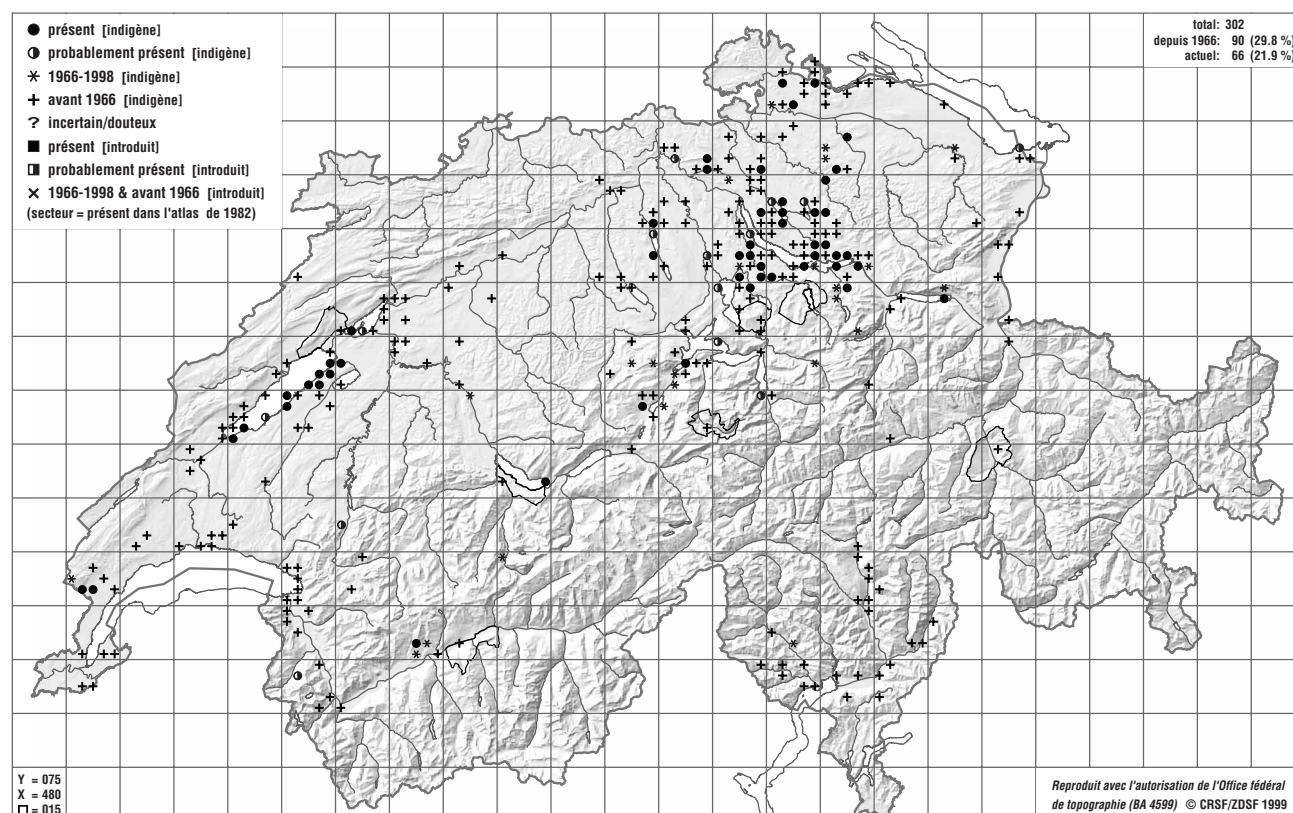 présent [indigène]
probablement présent [indigène]
1966-1998 [indigène]
avant 1966 [indigène]
incertain/douteux
présent [introduit]
probablement présent [introduit]
1966-1998 & avant 1966 [introduit]
(secteur = présent dans l'atlas de 1982)
total: 302
depuis 1966: 90 (29.8 %)
actuel: 66 (21.9 %)
Y = 075
X = 480
= 015
Reproduit avec l'autorisation de l'Office fédéral
de topographie (BA 4599) © CRSF/ZDSF 1999